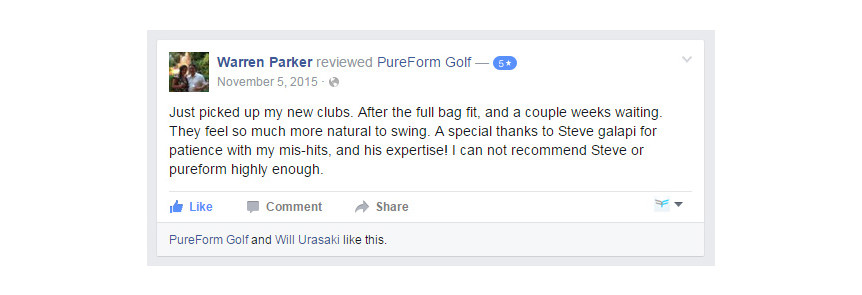 Warren Parker reviewed PureForm Golf — 5★
November 5, 2015 ·
Just picked up my new clubs. After the full bag fit, and a couple weeks waiting.
They feel so much more natural to swing. A special thanks to Steve galapi for
patience with my mis-hits, and his expertise! I can not recommend Steve or
pureform highly enough.
Like Comment Share
PureForm Golf and Will Urasaki like this.